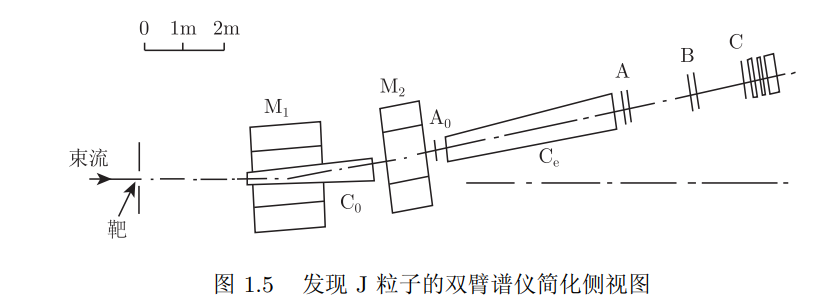 0 1m 2m
C
B
A
M₂
A₀
M₁
束流
Cₑ
C₀
靶
图 1.5 发现 J 粒子的双臂谱仪简化侧视图